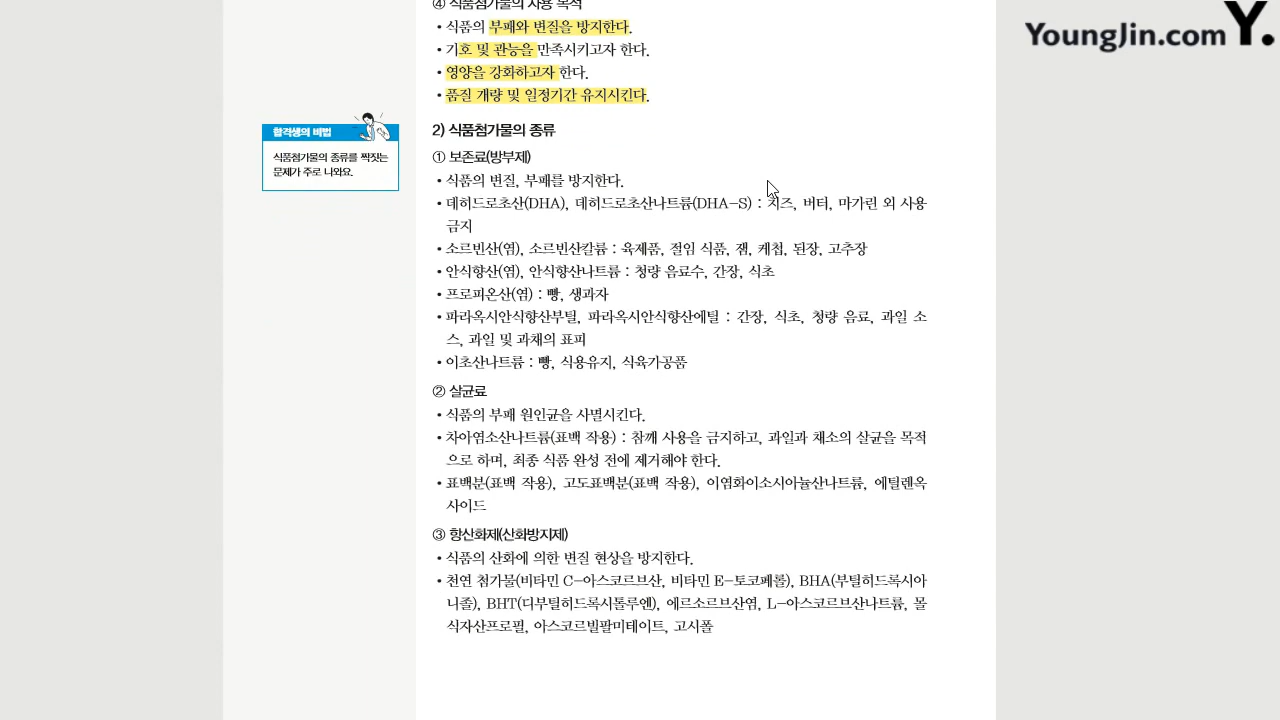 ④ 식품첨가물의 사용 목적
• 식품의 부패와 변질을 방지한다.
• 기호 및 관능을 만족시키고자 한다.
• 영양을 강화하고자 한다.
• 품질 개량 및 일정기간 유지시킨다.
2) 식품첨가물의 종류
① 보존료(방부제)
• 식품의 변질, 부패를 방지한다.
• 데히드로초산(DHA), 데히드로초산나트륨(DHA-S) : 치즈, 버터, 마가린 외 사용
금지
• 소르빈산(염), 소르빈산칼륨 : 육제품, 절임 식품, 잼, 케첩, 된장, 고추장
• 안식향산(염), 안식향산나트륨 : 청량 음료수, 간장, 식초
• 프로피온산(염) : 빵, 생과자
• 파라옥시안식향산부틸, 파라옥시안식향산에틸 : 간장, 식초, 청량 음료, 과일 소
스, 과일 및 과채의 표피
• 이초산나트륨 : 빵, 식용유지, 식육가공품
② 살균료
• 식품의 부패 원인균을 사멸시킨다.
• 차아염소산나트륨(표백 작용) : 참깨 사용을 금지하고, 과일과 채소의 살균을 목적
으로 하며, 최종 식품 완성 전에 제거해야 한다.
• 표백분(표백 작용), 고도표백분(표백 작용), 이염화이소시아뉼산나트륨, 에틸렌옥
사이드
③ 항산화제(산화방지제)
• 식품의 산화에 의한 변질 현상을 방지한다.
• 천연 첨가물(비타민 C-아스코르브산, 비타민 E-토코페롤), BHA(부틸히드록시아
니졸), BHT(디부틸히드록시톨루엔), 에르소르브산염, L-아스코르브산나트륨, 몰
식자산프로필, 아스코르빌팔미테이트, 고시폴
합격생의 비법
식품첨가물의 종류를 짝짓는
문제가 주로 나와요.
YoungJin.com Y.